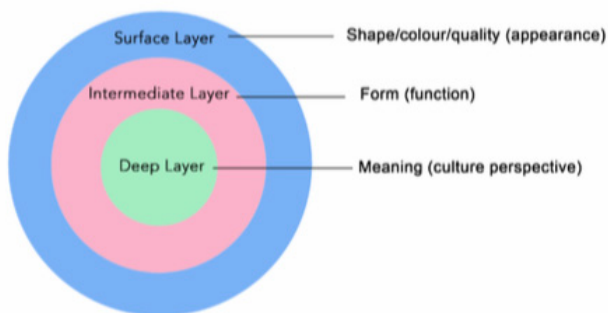 Surface Layer
Shape/colour/quality (appearance)
Intermediate Layer
Form (function)
Deep Layer
Meaning (culture perspective)